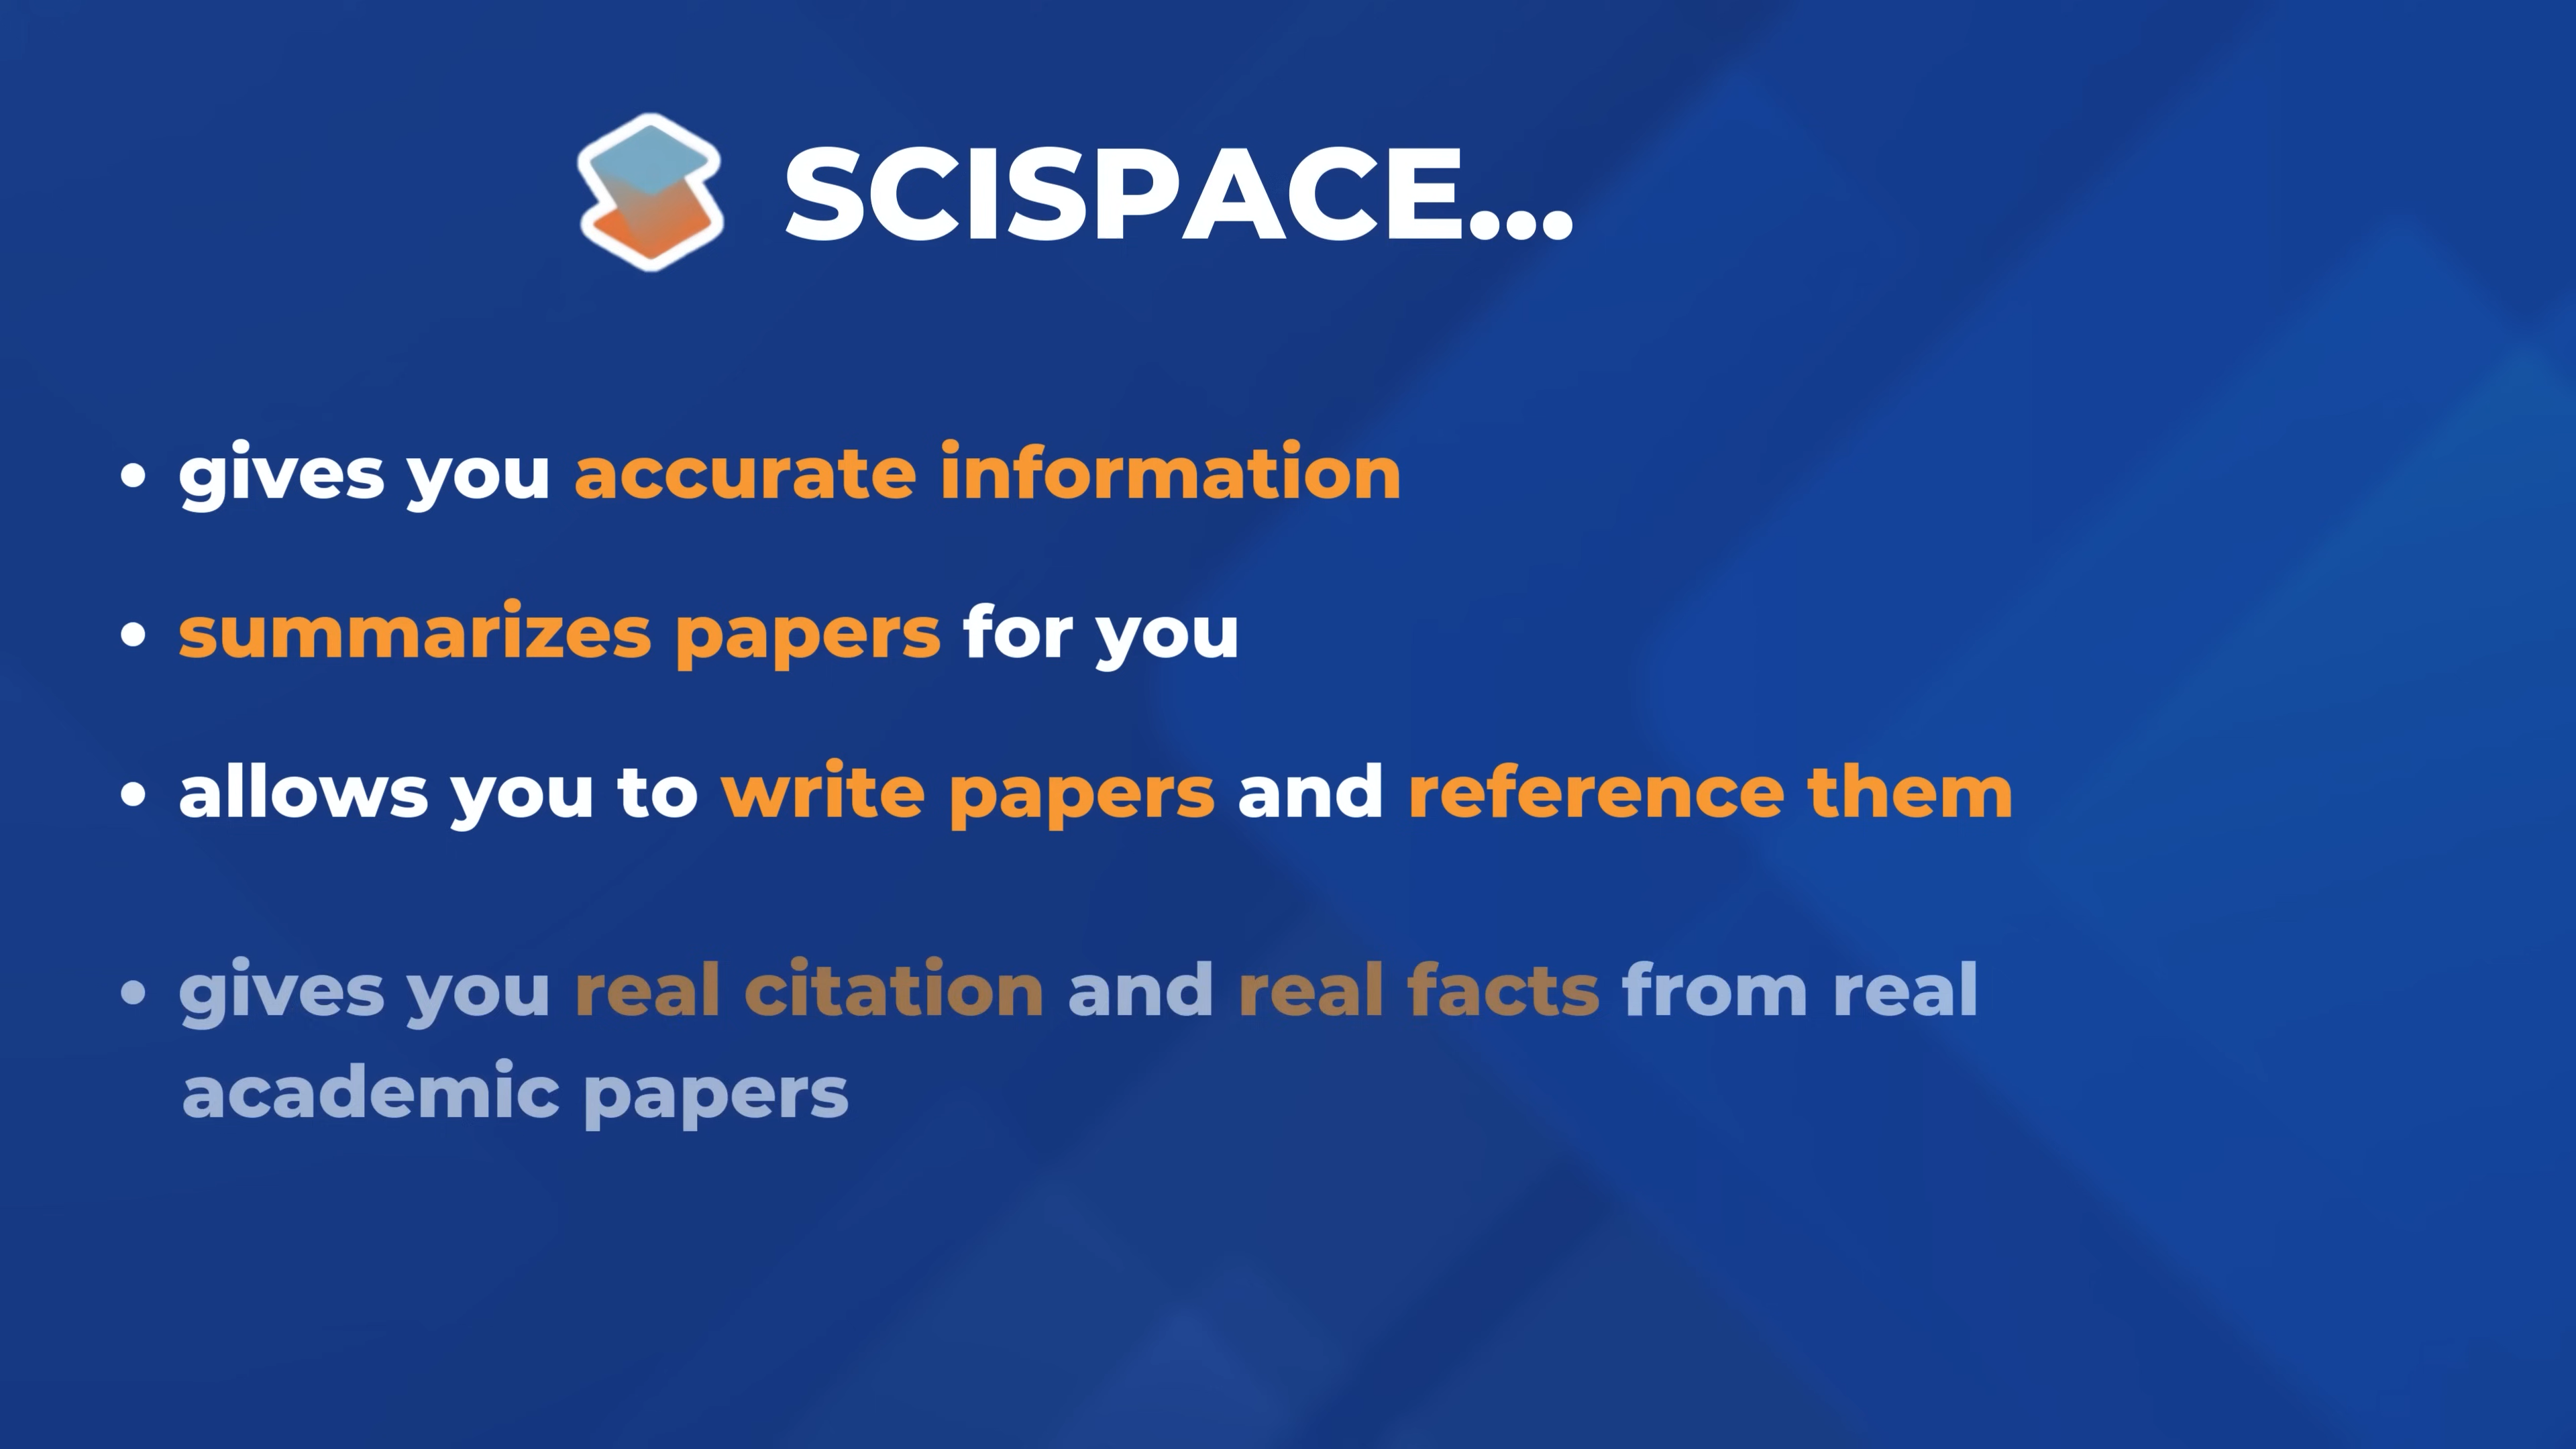 SCISPACE...
• gives you accurate information
• summarizes papers for you
• allows you to write papers and reference them
• gives you real citation and real facts from real
academic papers